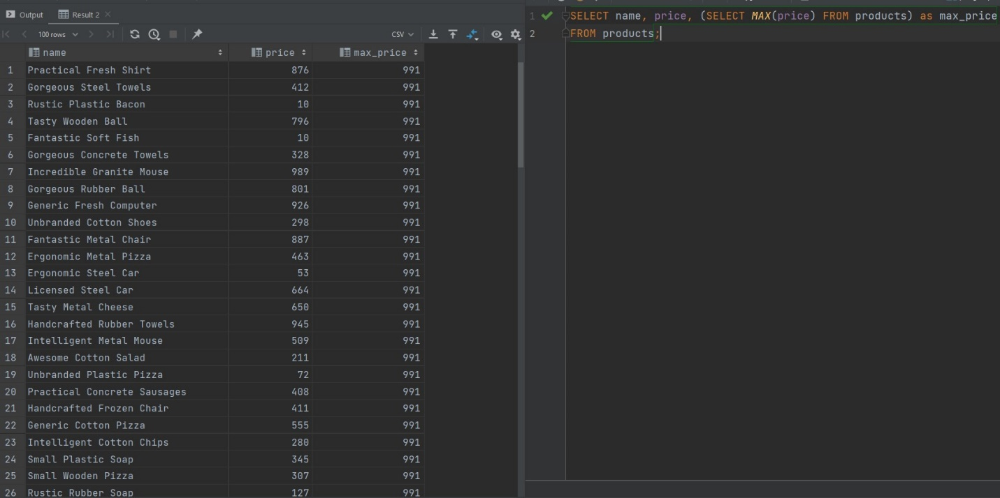 Output Result 2
100 rows CSV
name price max_price
1 Practical Fresh Shirt 876 991
2 Gorgeous Steel Towels 412 991
3 Rustic Plastic Bacon 10 991
4 Tasty Wooden Ball 796 991
5 Fantastic Soft Fish 10 991
6 Gorgeous Concrete Towels 328 991
7 Incredible Granite Mouse 989 991
8 Gorgeous Rubber Ball 801 991
9 Generic Fresh Computer 926 991
10 Unbranded Cotton Shoes 298 991
11 Fantastic Metal Chair 887 991
12 Ergonomic Metal Pizza 463 991
13 Ergonomic Steel Car 53 991
14 Licensed Steel Car 664 991
15 Tasty Metal Cheese 650 991
16 Handcrafted Rubber Towels 945 991
17 Intelligent Metal Mouse 509 991
18 Awesome Cotton Salad 211 991
19 Unbranded Plastic Pizza 72 991
20 Practical Concrete Sausages 408 991
21 Handcrafted Frozen Chair 411 991
22 Generic Cotton Pizza 555 991
23 Intelligent Cotton Chips 280 991
24 Small Plastic Soap 345 991
25 Small Wooden Pizza 307 991
26 Rustic Rubber Soap 127 991
1 SELECT name, price, (SELECT MAX(price) FROM products) as max_price
2 FROM products;